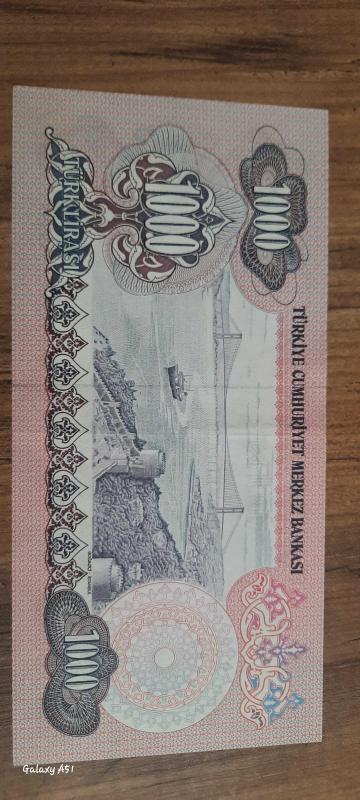 TÜRKİYE CUMHURİYET MERKEZ BANKASI
1000
1000
TÜRK LİRASI
1000
Galaxy A51